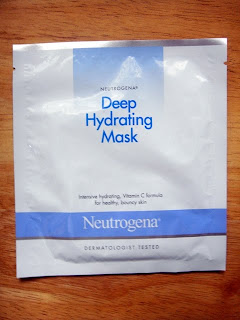 NEUTROGENA®
Deep
Hydrating
Mask
Intensive hydrating, Vitamin C formula
for healthy, bouncy skin
Neutrogena®
DERMATOLOGIST TESTED